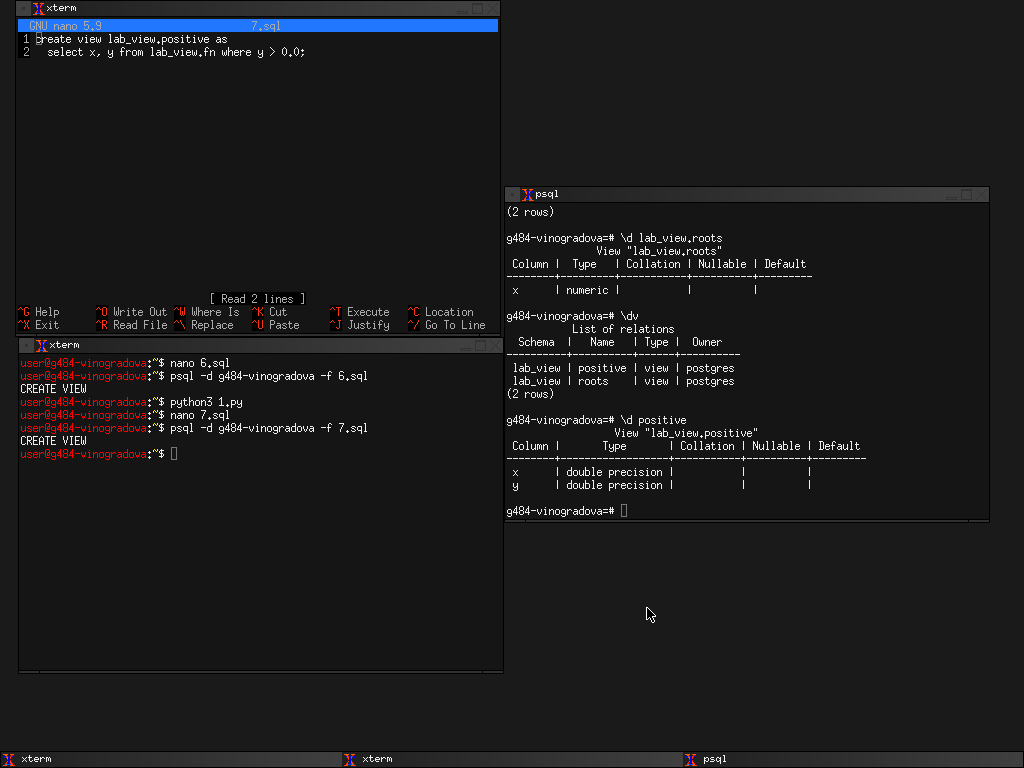 xterm
GNU nano 5.9 7.sql
1 create view lab_view.positive as
2 select x, y from lab_view.fn where y > 0.0;
[ Read 2 lines ]
^G Help ^O Write Out ^W Where Is ^K Cut ^T Execute ^C Location
^X Exit ^R Read File ^\ Replace ^U Paste ^J Justify ^/ Go To Line
xterm
user@g484-vinogradova:~$ nano 6.sql
user@g484-vinogradova:~$ psql -d g484-vinogradova -f 6.sql
CREATE VIEW
user@g484-vinogradova:~$ python3 1.py
user@g484-vinogradova:~$ nano 7.sql
user@g484-vinogradova:~$ psql -d g484-vinogradova -f 7.sql
CREATE VIEW
user@g484-vinogradova:~$
psql
(2 rows)
g484-vinogradova=# \d lab_view.roots
View "lab_view.roots"
Column | Type | Collation | Nullable | Default
--------+---------+-----------+----------+---------
x | numeric | | |
g484-vinogradova=# \dv
List of relations
Schema | Name | Type | Owner
----------+----------+------+----------
lab_view | positive | view | postgres
lab_view | roots | view | postgres
(2 rows)
g484-vinogradova=# \d positive
View "lab_view.positive"
Column | Type | Collation | Nullable | Default
--------+------------------+-----------+----------+---------
x | double precision | | |
y | double precision | | |
g484-vinogradova=#
xterm xterm psql